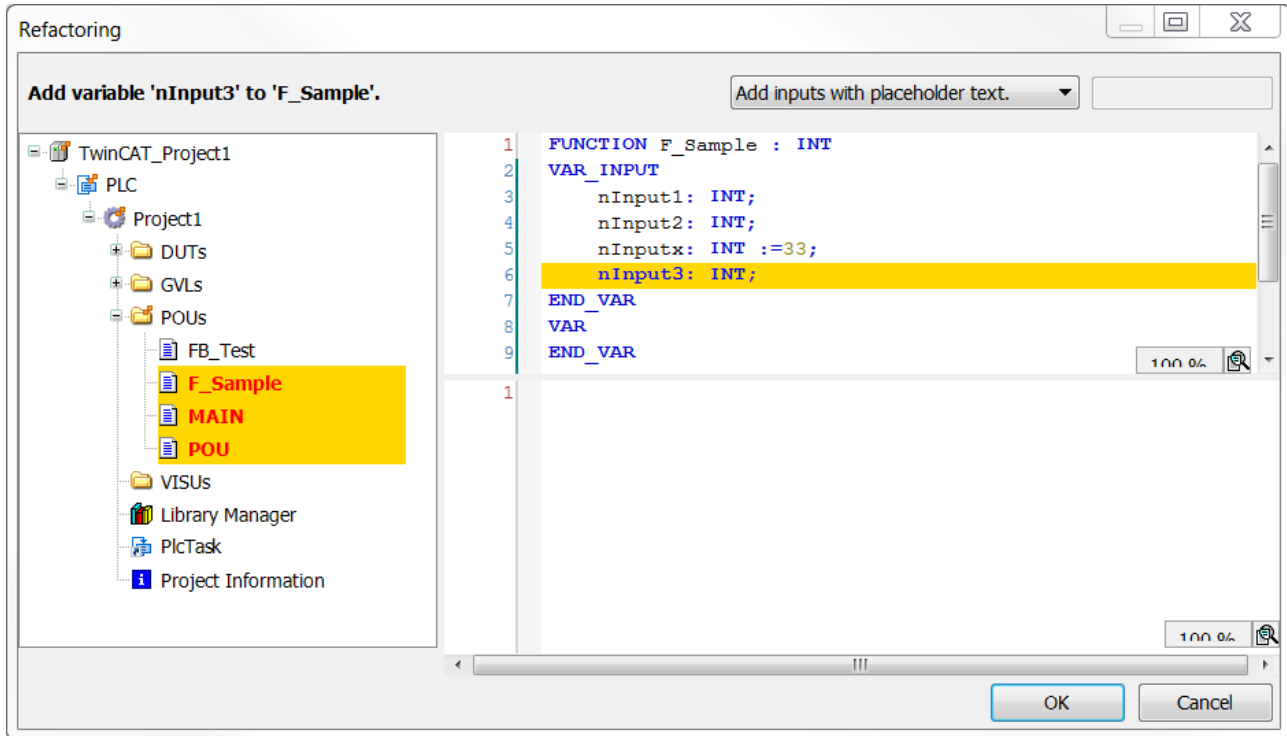 Refactoring
Add variable 'nInput3' to 'F_Sample'.
Add inputs with placeholder text.
TwinCAT_Project1
PLC
Project1
DUTs
GVLs
POUs
FB_Test
F_Sample
MAIN
POU
VISUs
Library Manager
PlcTask
Project Information
1 FUNCTION F_Sample : INT
2 VAR_INPUT
3 nInput1: INT;
4 nInput2: INT;
5 nInputx: INT :=33;
6 nInput3: INT;
7 END_VAR
8 VAR
9 END_VAR
100 %
1
100 %
OK
Cancel